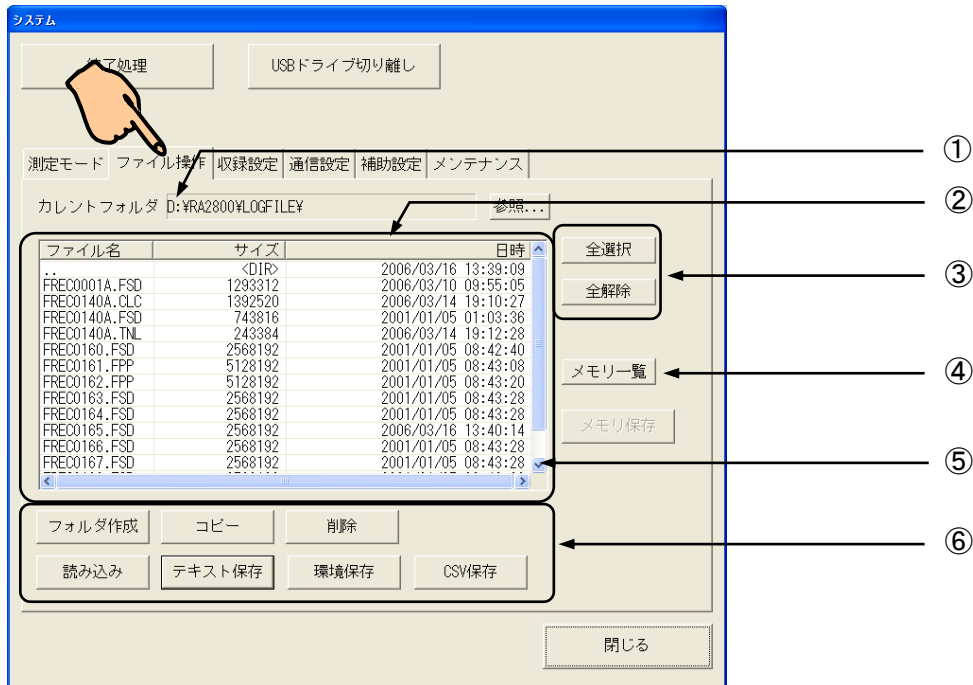 システム
終了処理 USBドライブ切り離し
測定モード ファイル操作 収録設定 通信設定 補助設定 メンテナンス
①
カレントフォルダ D:¥RA2800¥LOGFILE¥ 参照...
②
ファイル名 サイズ 日時
.. <DIR> 2006/03/16 13:39:09
FREC0001A.FSD 1293312 2006/03/10 09:55:05
FREC0140A.CLC 1392520 2006/03/14 19:10:27
FREC0140A.FSD 743816 2001/01/05 01:03:36
FREC0140A.TNL 243384 2006/03/14 19:12:28
FREC0160.FSD 2568192 2001/01/05 08:42:40
FREC0161.FPP 5128192 2001/01/05 08:43:08
FREC0162.FPP 5128192 2001/01/05 08:43:20
FREC0163.FSD 2568192 2001/01/05 08:43:28
FREC0164.FSD 2568192 2001/01/05 08:43:28
FREC0165.FSD 2568192 2006/03/16 13:40:14
FREC0166.FSD 2568192 2001/01/05 08:43:28
FREC0167.FSD 2568192 2001/01/05 08:43:28
全選択
全解除
③
メモリ一覧
④
メモリ保存
⑤
フォルダ作成 コピー 削除
⑥
読み込み テキスト保存 環境保存 CSV保存
閉じる